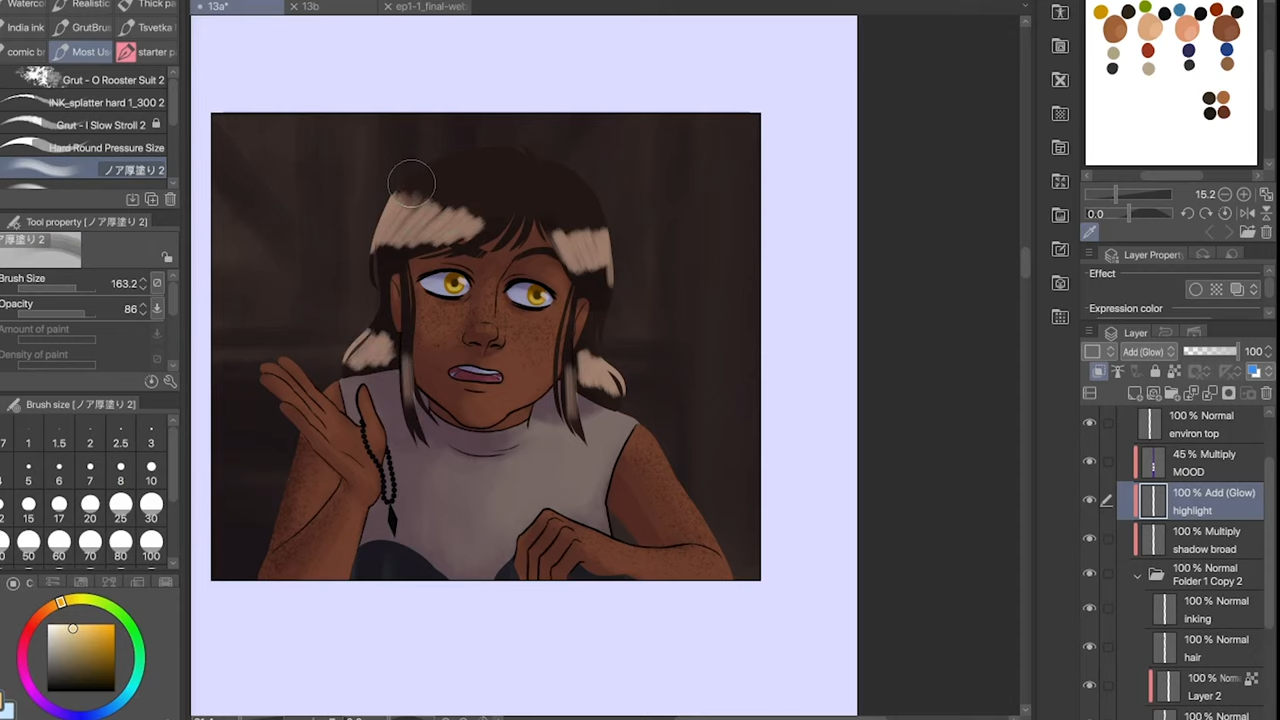 13a*
13b
ep1-1_final-wet
Waterco
Realistic
Thick pa
India ink
GrutBrus
Tsvetka
comic br
Most Us
starter p
Grut - O Rooster Suit 2
INK_splatter hard 1_300 2
Grut - I Slow Stroll 2
Hard Round Pressure Size
ノア厚塗り 2
Tool property [ノア厚塗り 2]
ノア厚塗り 2
Brush Size
163.2
Opacity
86
Amount of paint
Density of paint
Brush size [ノア厚塗り 2]
7 1 1.5 2 3
4 5 6 7 8 10
12 15 17 20 25 30
40 50 60 70 80 100
15.2
0.0
Layer Proper
Effect
Expression color
Layer
Add (Glow)
100
100 % Normal
environ top
45 % Multiply
MOOD
100 % Add (Glow)
highlight
100 % Multiply
shadow broad
100 % Normal
Folder 1 Copy 2
100 % Normal
inking
100 % Normal
hair
100 % Norma
Layer 2
100 % Normal